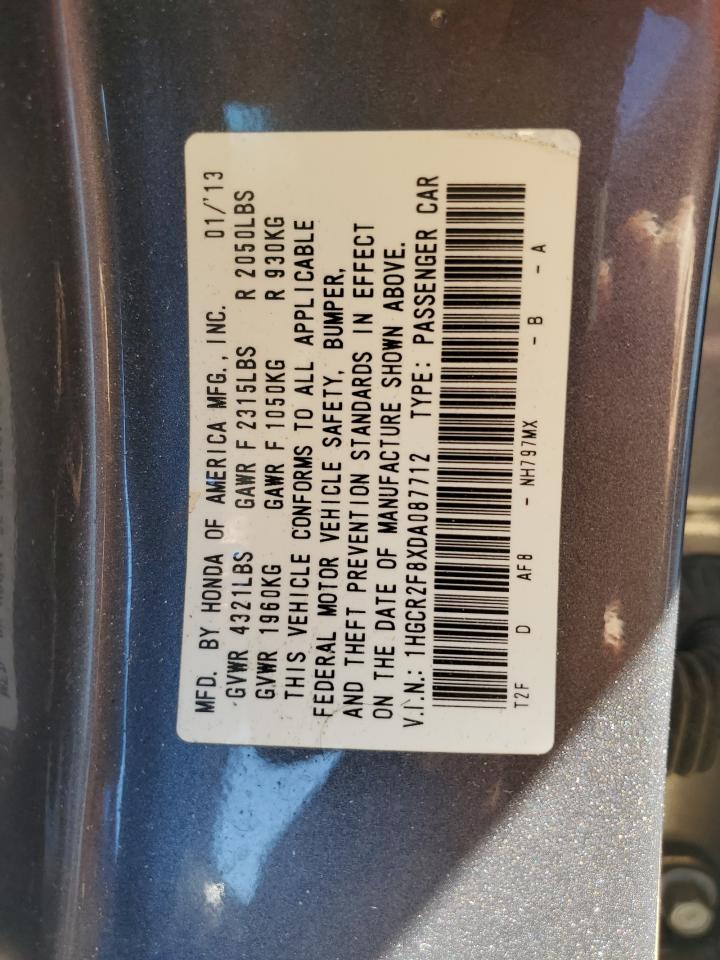 MFD. BY HONDA OF AMERICA MFG., INC. 01/'13
GVWR 4321LBS GAWR F 2315LBS R 2050LBS
GVWR 1960KG GAWR F 1050KG R 930KG
THIS VEHICLE CONFORMS TO ALL APPLICABLE
FEDERAL MOTOR VEHICLE SAFETY, BUMPER,
AND THEFT PREVENTION STANDARDS IN EFFECT
ON THE DATE OF MANUFACTURE SHOWN ABOVE.
V.I.N.: 1HGCR2F8XDA087712 TYPE: PASSENGER CAR
T2F D AF8 - NH797MX - B - A